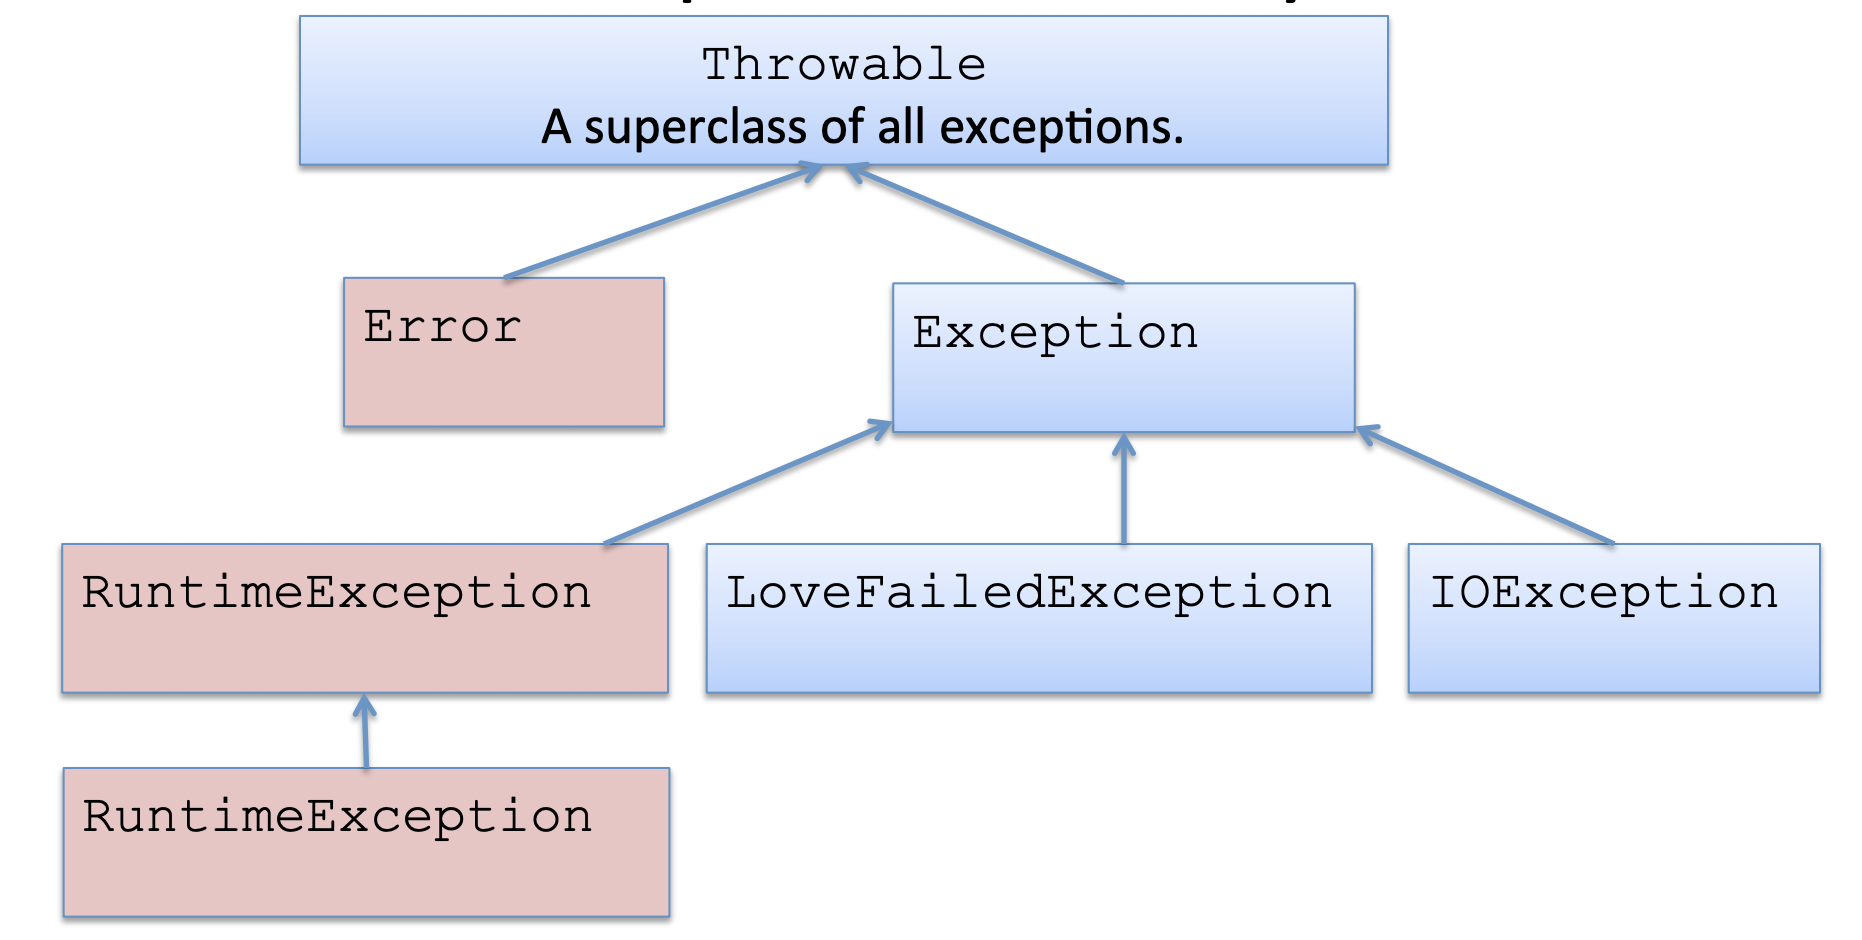 Throwable
A superclass of all exceptions.
Error
Exception
RuntimeException
LoveFailedException
IOException
RuntimeException